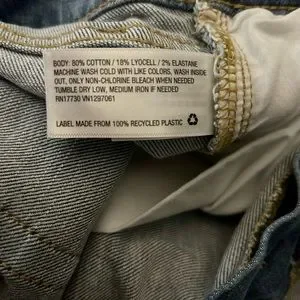 BODY: 80% COTTON / 18% LYOCELL / 2% ELASTANE
MACHINE WASH COLD WITH LIKE COLORS, WASH INSIDE
OUT, ONLY NON-CHLORINE BLEACH WHEN NEEDED
TUMBLE DRY LOW, MEDIUM IRON IF NEEDED
RN17730 VN1297061
LABEL MADE FROM 100% RECYCLED PLASTIC